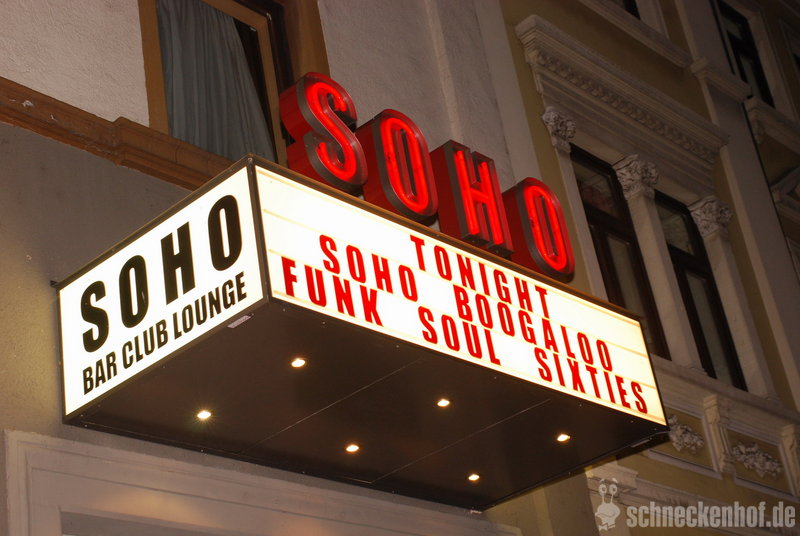 SOHO
SOHO
BAR CLUB LOUNGE
TONIGHT
SOHO BOOGALOO
FUNK SOUL SIXTIES
schneckenhof.de